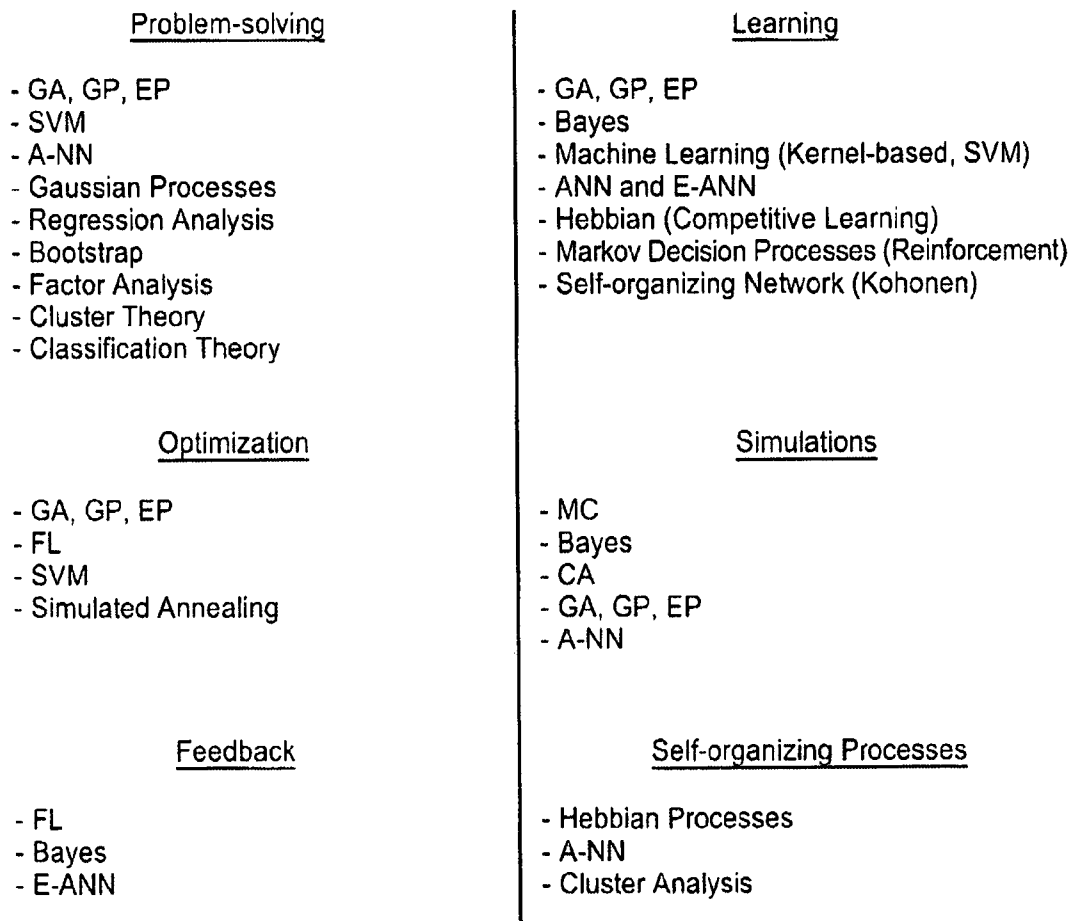 Problem-solving
- GA, GP, EP
- SVM
- A-NN
- Gaussian Processes
- Regression Analysis
- Bootstrap
- Factor Analysis
- Cluster Theory
- Classification Theory
Learning
- GA, GP, EP
- Bayes
- Machine Learning (Kernel-based, SVM)
- ANN and E-ANN
- Hebbian (Competitive Learning)
- Markov Decision Processes (Reinforcement)
- Self-organizing Network (Kohonen)
Optimization
- GA, GP, EP
- FL
- SVM
- Simulated Annealing
Simulations
- MC
- Bayes
- CA
- GA, GP, EP
- A-NN
Feedback
- FL
- Bayes
- E-ANN
Self-organizing Processes
- Hebbian Processes
- A-NN
- Cluster Analysis